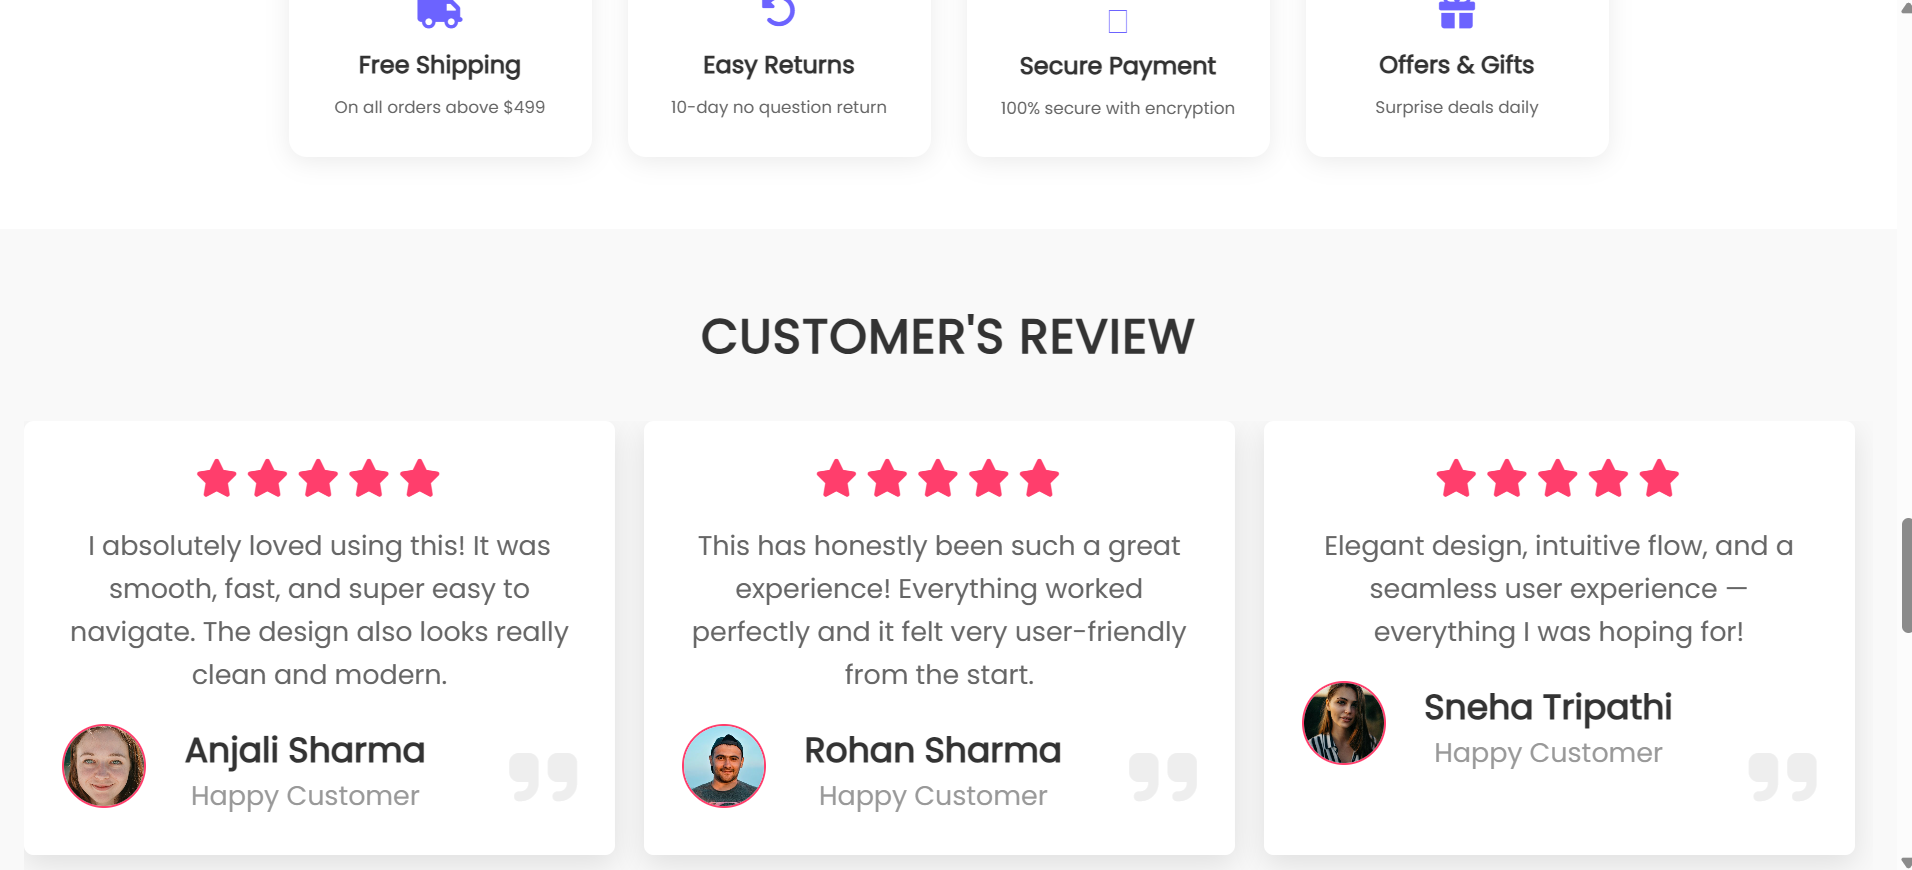 Free Shipping
On all orders above $499
Easy Returns
10-day no question return
Secure Payment
100% secure with encryption
Offers & Gifts
Surprise deals daily
CUSTOMER'S REVIEW
I absolutely loved using this! It was
smooth, fast, and super easy to
navigate. The design also looks really
clean and modern.
Anjali Sharma
Happy Customer
This has honestly been such a great
experience! Everything worked
perfectly and it felt very user-friendly
from the start.
Rohan Sharma
Happy Customer
Elegant design, intuitive flow, and a
seamless user experience —
everything I was hoping for!
Sneha Tripathi
Happy Customer